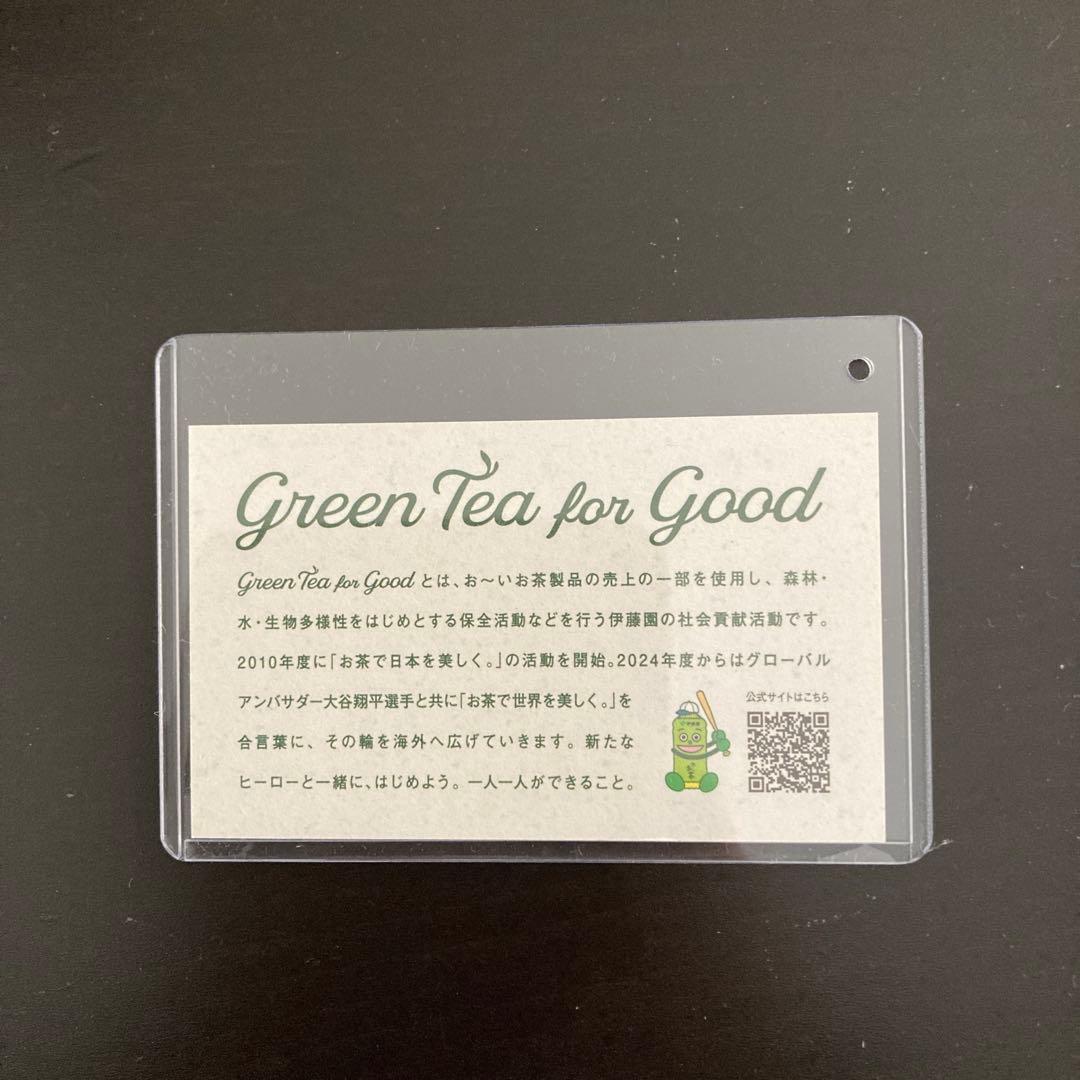 Green Tea for Good
Green Tea for Good とは、お〜いお茶製品の売上の一部を使用し、森林・
水・生物多様性をはじめとする保全活動などを行う伊藤園の社会貢献活動です。
2010年度に「お茶で日本を美しく。」の活動を開始。2024年度からはグローバル
アンバサダー大谷翔平選手と共に「お茶で世界を美しく。」を
合言葉に、その輪を海外へ広げていきます。新たな
ヒーローと一緒に、はじめよう。一人一人ができること。
公式サイトはこちら